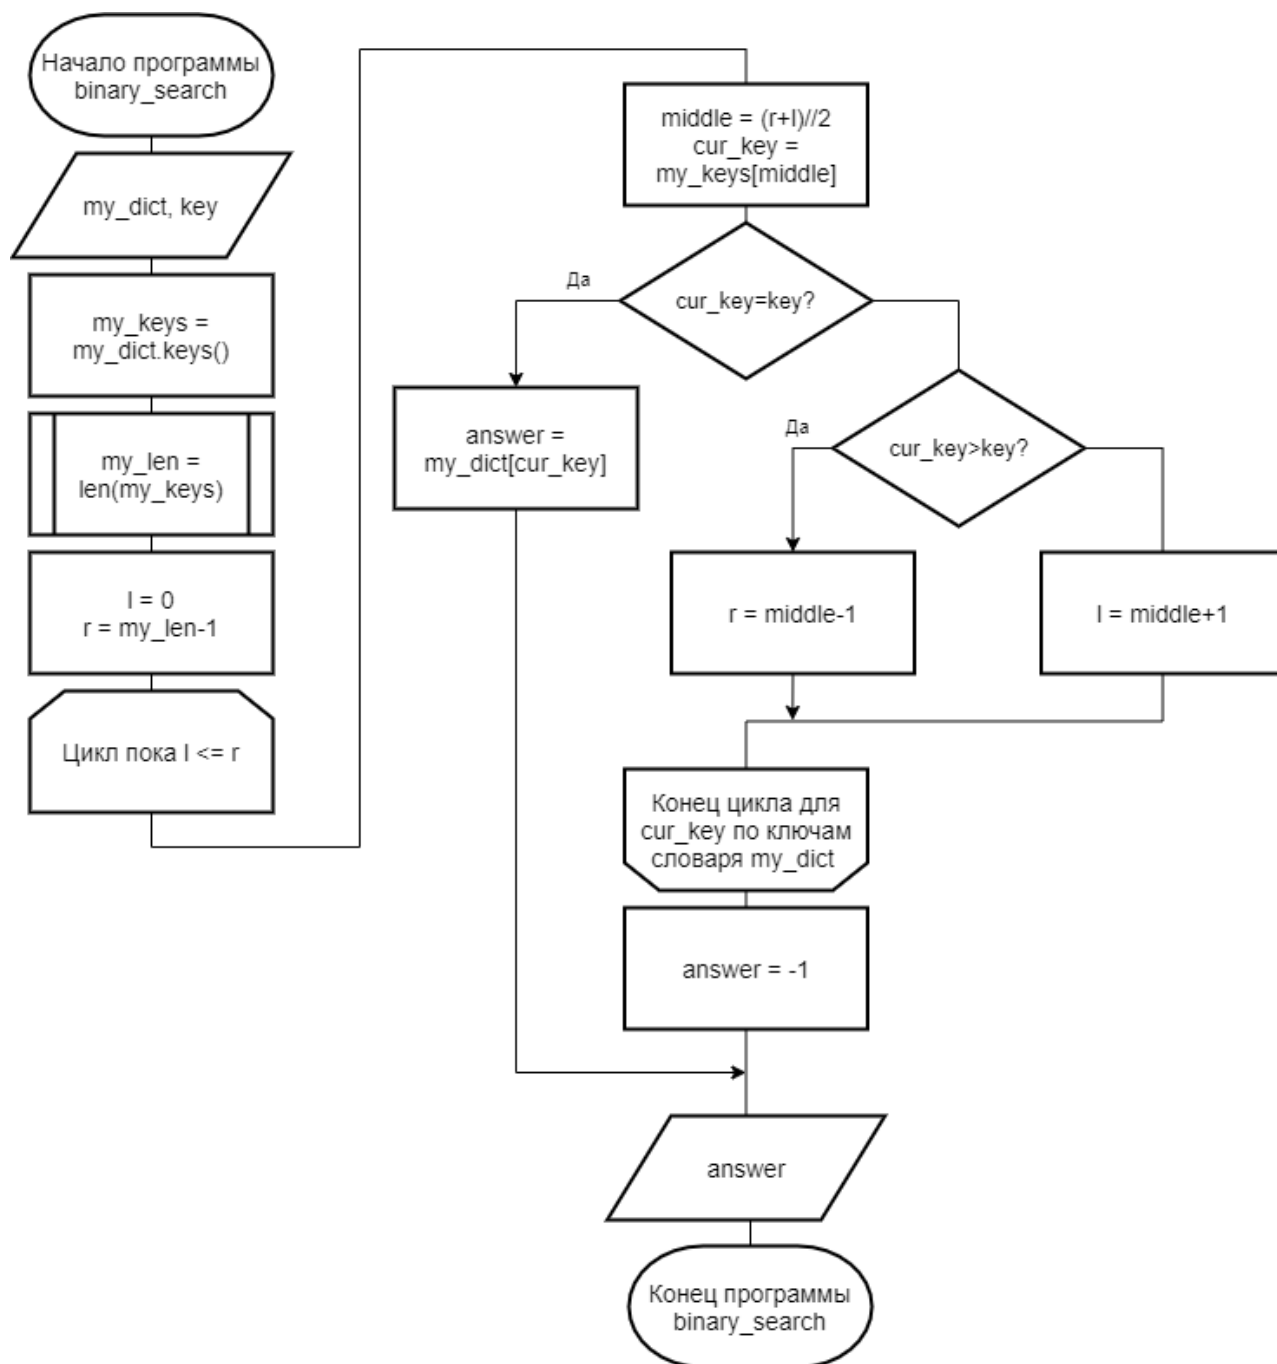 Начало программы
binary_search
my_dict, key
my_keys =
my_dict.keys()
my_len =
len(my_keys)
l = 0
r = my_len-1
Цикл пока l <= r
middle = (r+l)//2
cur_key =
my_keys[middle]
cur_key=key?
Да
answer =
my_dict[cur_key]
cur_key>key?
Да
r = middle-1
l = middle+1
Конец цикла для
cur_key по ключам
словаря my_dict
answer = -1
answer
Конец программы
binary_search